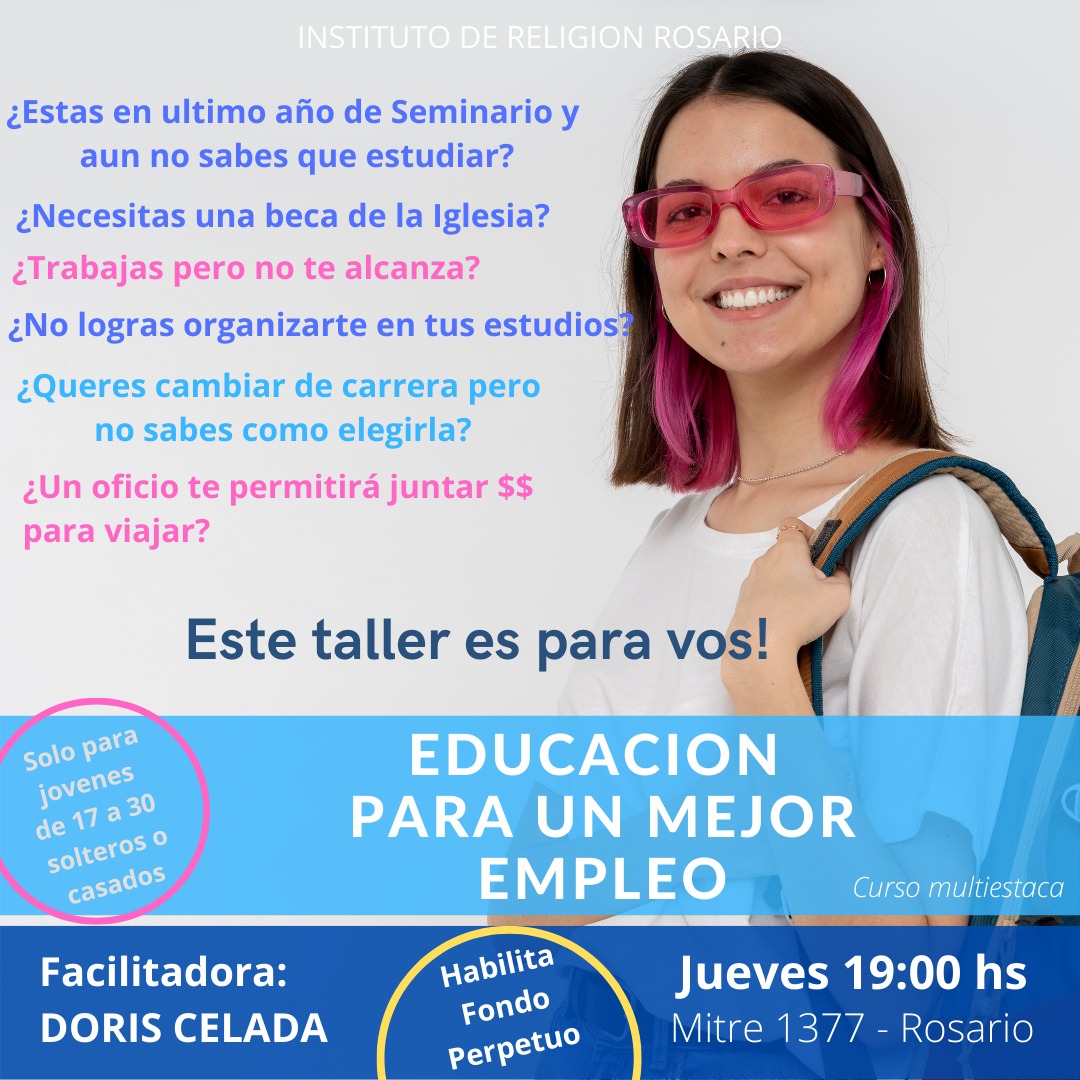 INSTITUTO DE RELIGION ROSARIO
¿Estas en ultimo año de Seminario y
aun no sabes que estudiar?
¿Necesitas una beca de la Iglesia?
¿Trabajas pero no te alcanza?
¿No logras organizarte en tus estudios?
¿Queres cambiar de carrera pero
no sabes como elegirla?
¿Un oficio te permitirá juntar $$
para viajar?
Este taller es para vos!
Solo para
jovenes
de 17 a 30
solteros o
casados
EDUCACION
PARA UN MEJOR
EMPLEO
Curso multiestaca
Facilitadora:
DORIS CELADA
Habilita
Fondo
Perpetuo
Jueves 19:00 hs
Mitre 1377 - Rosario